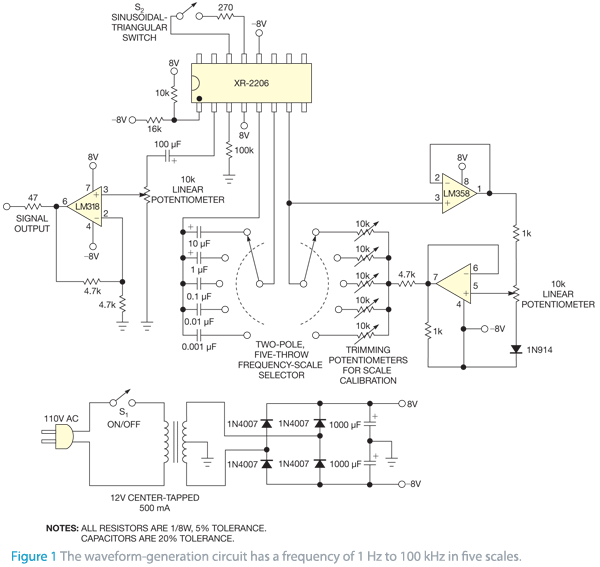 S2
SINUSOIDAL-
TRIANGULAR
SWITCH
270
–8V
8V
XR-2206
10k
–8V
16k
8V
100 µF
+
100k
10k
LINEAR
POTENTIOMETER
8V
7
3
+
6
LM318
2
–
4
–8V
47
SIGNAL
OUTPUT
4.7k
4.7k
+
10 µF
+
1 µF
0.1 µF
0.01 µF
0.001 µF
TWO-POLE,
FIVE-THROW
FREQUENCY-SCALE
SELECTOR
10k
10k
10k
10k
10k
TRIMMING
POTENTIOMETERS
FOR SCALE
CALIBRATION
8V
2
–
8
LM358
1
3
+
1k
4.7k
7
–
6
+
5
4
10k
LINEAR
POTENTIOMETER
1k
–8V
1N914
110V AC
S1
ON/OFF
12V CENTER-TAPPED
500 mA
1N4007
1N4007
1000 µF
+
8V
1N4007
1N4007
1000 µF
+
–8V
NOTES: ALL RESISTORS ARE 1/8W, 5% TOLERANCE.
CAPACITORS ARE 20% TOLERANCE.
Figure 1 The waveform-generation circuit has a frequency of 1 Hz to 100 kHz in five scales.